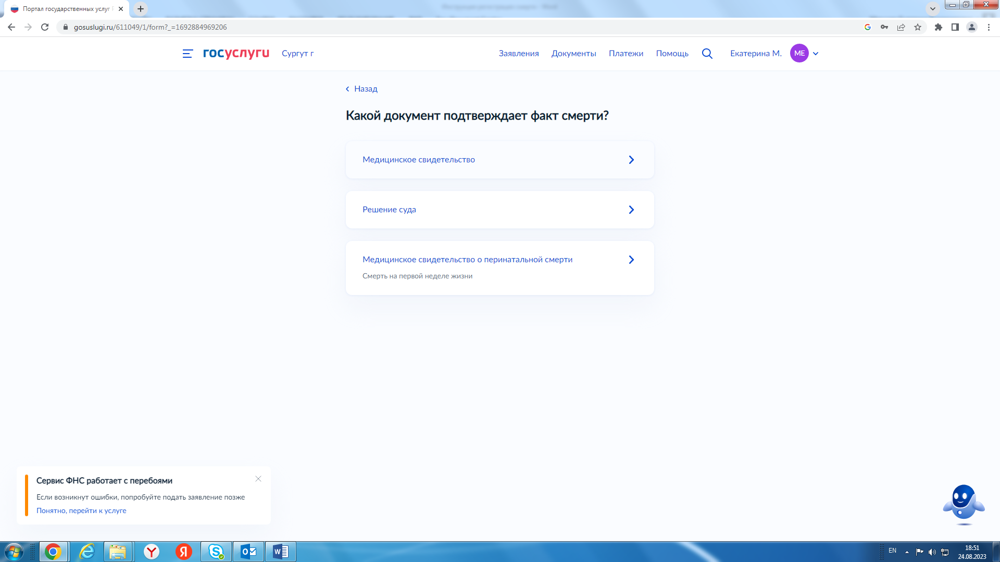 Портал государственных услуг
gosuslugi.ru/611049/1/form?_=1692884969206
госуслуги
Сургут г
Заявления
Документы
Платежи
Помощь
Екатерина М.
МЕ
Назад
Какой документ подтверждает факт смерти?
Медицинское свидетельство
Решение суда
Медицинское свидетельство о перинатальной смерти
Смерть на первой неделе жизни
Сервис ФНС работает с перебоями
Если возникнут ошибки, попробуйте подать заявление позже
Понятно, перейти к услуге
EN
18:51
24.08.2023